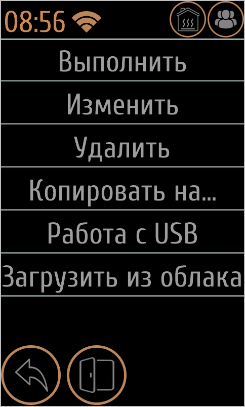 08:56
Выполнить
Изменить
Удалить
Копировать на...
Работа с USB
Загрузить из облака